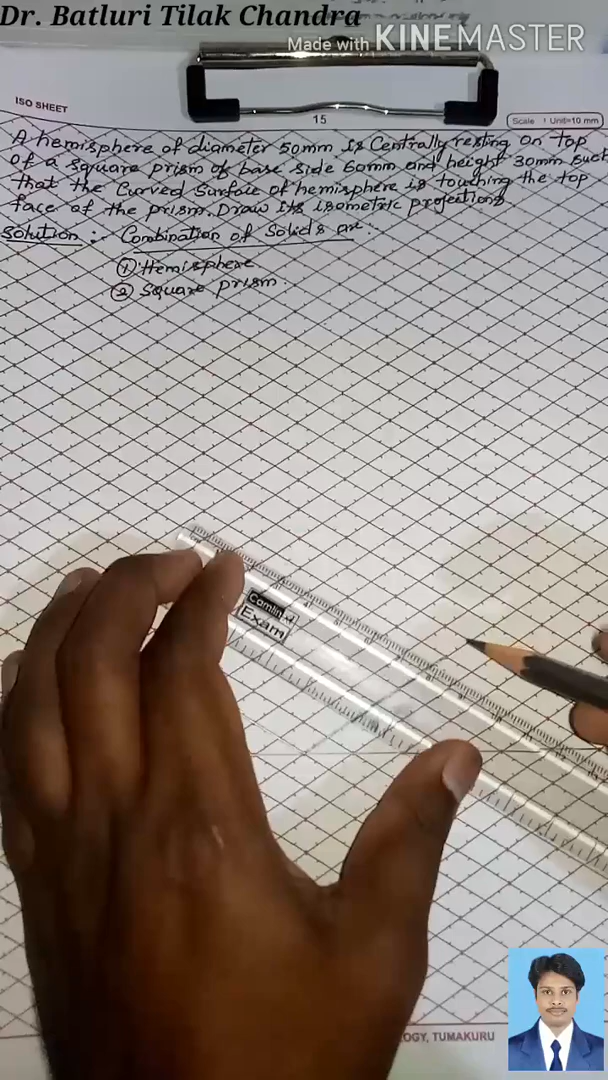 Dr. Batluri Tilak Chandra
Made with KINEMASTER
ISO SHEET
15
Scale : 1 Unit=10 mm
A hemisphere of diameter 50mm is Centrally resting on top
of a square prism of base side 60mm and height 30mm such
that the Curved Surface of hemisphere is touching the top
face of the prism. Draw its isometric projections
Solution :- Combination of Solids are :-
① Hemisphere
② Square prism.
Camlin
Exam
OGY, TUMAKURU